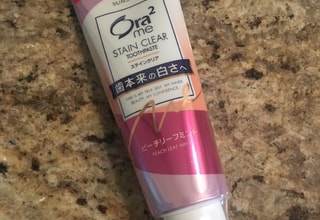 Ora²
me
STAIN CLEAR
TOOTHPASTE
ステインクリア
歯本来の白さへ
ピーチリーフミント
PEACH LEAF MINT